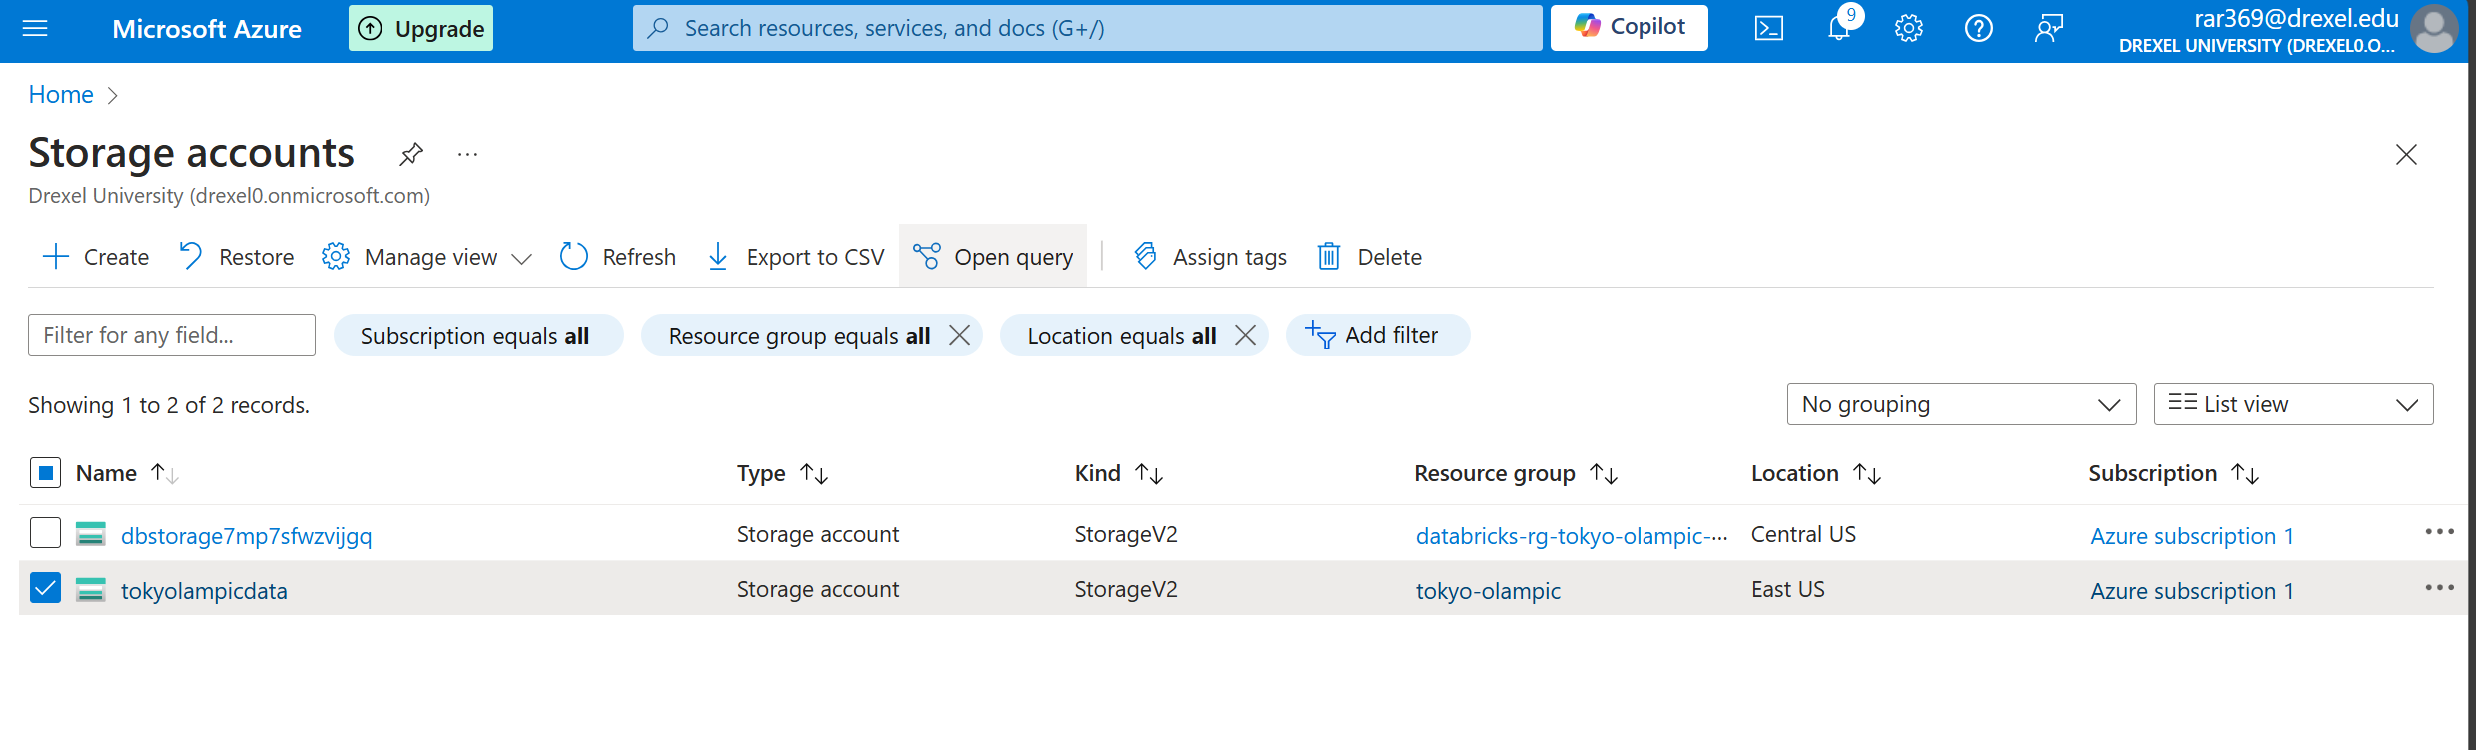 Microsoft Azure
Upgrade
Search resources, services, and docs (G+/)
Copilot
9
rar369@drexel.edu
DREXEL UNIVERSITY (DREXEL0.O...
Home
Storage accounts
Drexel University (drexel0.onmicrosoft.com)
Create Restore Manage view Refresh Export to CSV Open query Assign tags Delete
Filter for any field... Subscription equals all Resource group equals all Location equals all Add filter
Showing 1 to 2 of 2 records.
No grouping List view
Name Type Kind Resource group Location Subscription
dbstorage7mp7sfwzvijgq Storage account StorageV2 databricks-rg-tokyo-olampic-... Central US Azure subscription 1
tokyolampicdata Storage account StorageV2 tokyo-olampic East US Azure subscription 1